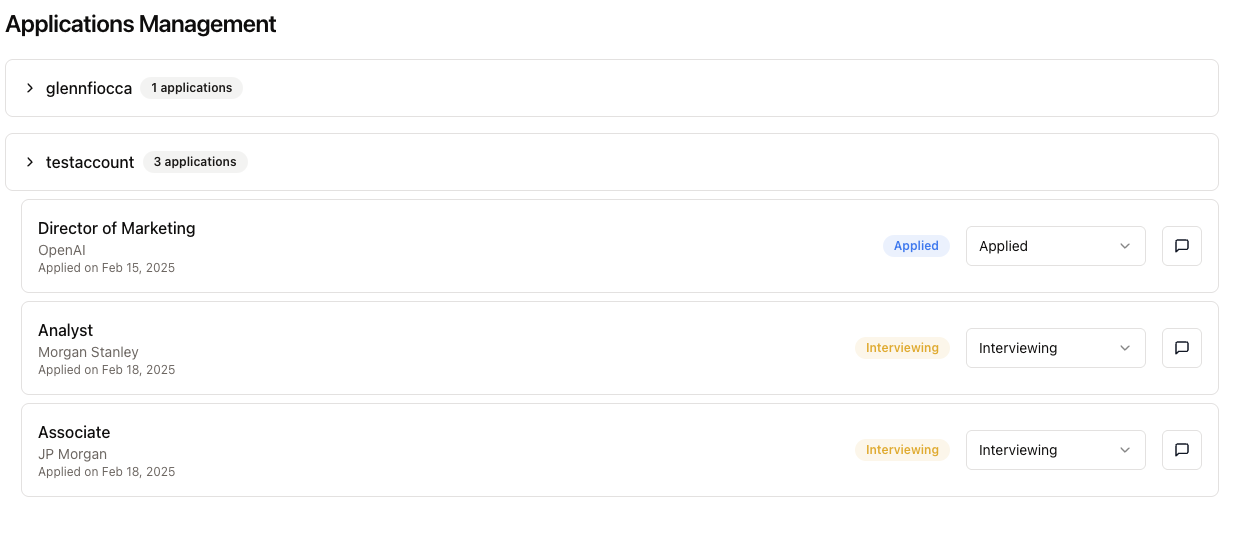 Applications Management
glennfiocca 1 applications
testaccount 3 applications
Director of Marketing
OpenAI
Applied on Feb 15, 2025
Applied Applied
Analyst
Morgan Stanley
Applied on Feb 18, 2025
Interviewing Interviewing
Associate
JP Morgan
Applied on Feb 18, 2025
Interviewing Interviewing